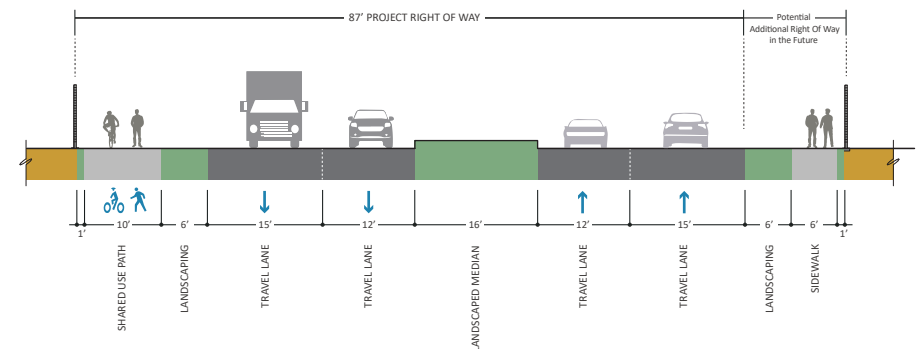 87' PROJECT RIGHT OF WAY
Potential
Additional Right Of Way
in the Future
1'
10'
6'
15'
12'
16'
12'
15'
6'
6'
1'
SHARED USE PATH
LANDSCAPING
TRAVEL LANE
TRAVEL LANE
LANDSCAPED MEDIAN
TRAVEL LANE
TRAVEL LANE
LANDSCAPING
SIDEWALK